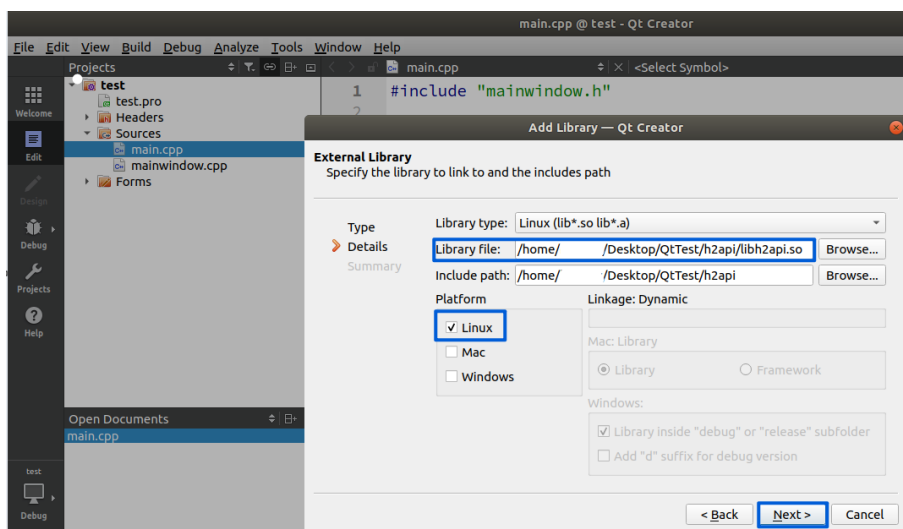 main.cpp @ test - Qt Creator
File Edit View Build Debug Analyze Tools Window Help
Projects
main.cpp
<Select Symbol>
Welcome
Edit
Design
Debug
Projects
Help
test
test.pro
Headers
Sources
main.cpp
mainwindow.cpp
Forms
1 #include "mainwindow.h"
2
Add Library — Qt Creator
External Library
Specify the library to link to and the includes path
Type
Details
Summary
Library type: Linux (lib*.so lib*.a)
Library file: /home/ /Desktop/QtTest/h2api/libh2api.so Browse...
Include path: /home/ /Desktop/QtTest/h2api Browse...
Platform
Linux
Mac
Windows
Linkage: Dynamic
Mac: Library
Library Framework
Windows:
Library inside "debug" or "release" subfolder
Add "d" suffix for debug version
Open Documents
main.cpp
test
Debug
< Back Next > Cancel